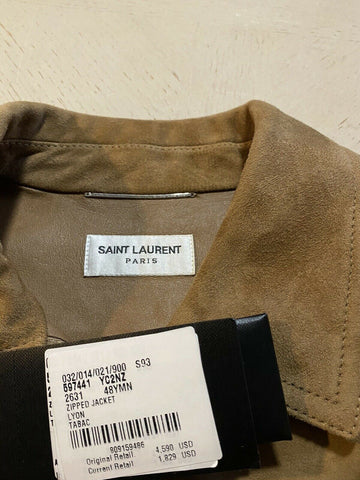 SAINT LAURENT
PARIS
032/014/021/900 S93
597441 YC2NZ
2631 48YMN
ZIPPED JACKET
LYON
TABAC
809159486
Original Retail 4,590 USD
Current Retail 1,829 USD